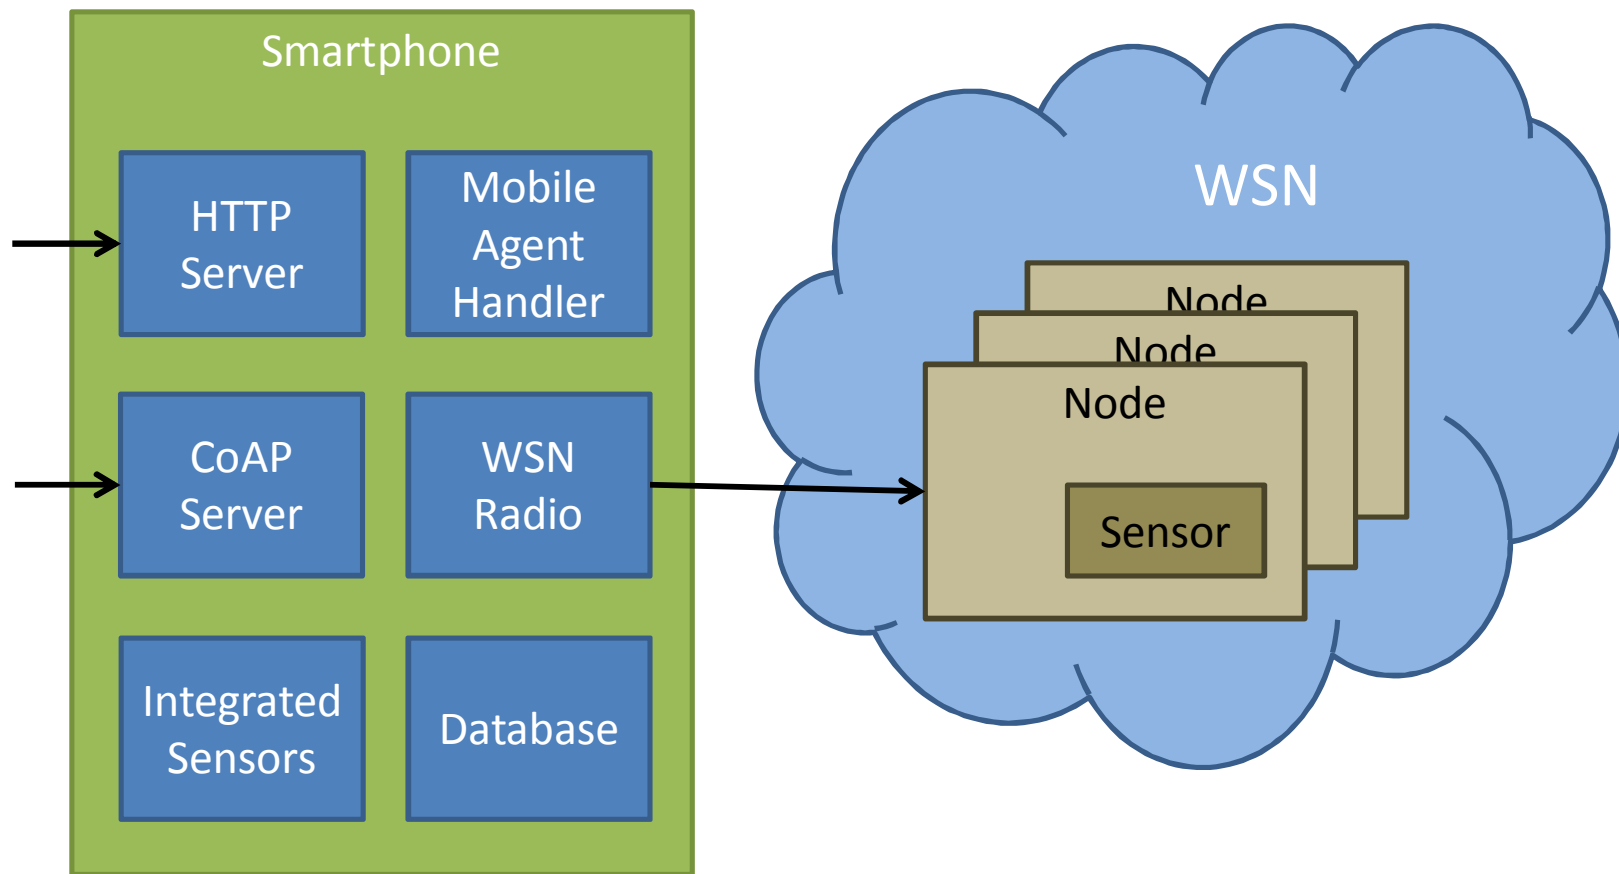 Smartphone
HTTP
Server
Mobile
Agent
Handler
CoAP
Server
WSN
Radio
Integrated
Sensors
Database
WSN
Node
Node
Node
Sensor